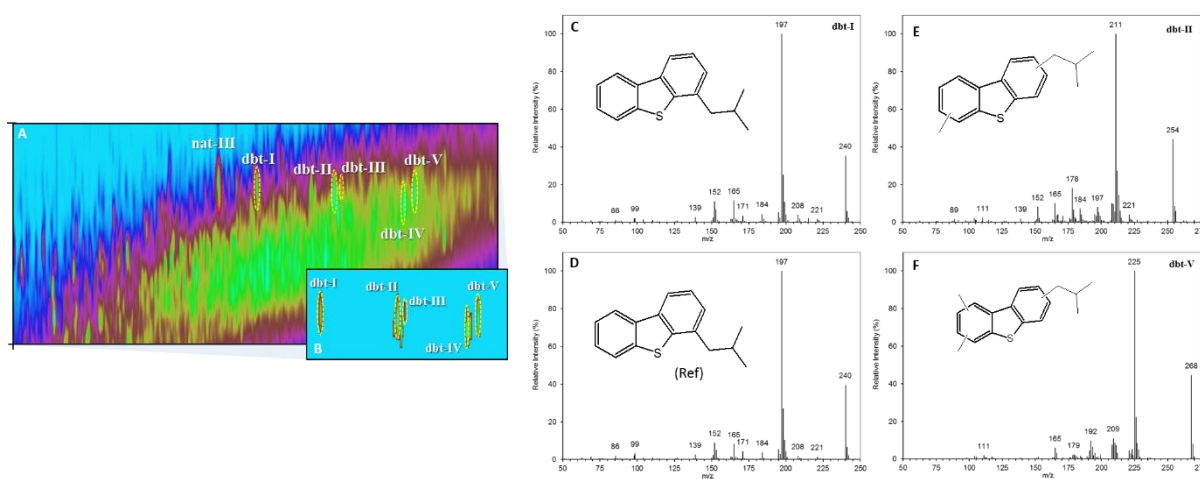 A
nat-III
dbt-I
dbt-II
dbt-III
dbt-V
dbt-IV
dbt-I
dbt-II
dbt-III
dbt-V
dbt-IV
B
C
197
dbt-I
100
80
60
40
20
0
Relative Intensity (%)
S
240
152
165
86
99
139
171
184
208
221
50 75 100 125 150 175 200 225 250
m/z
E
211
dbt-II
100
80
60
40
20
0
Relative Intensity (%)
S
254
178
152
165
197
184
89
111
139
221
50 75 100 125 150 175 200 225 250 27
m/z
D
197
100
80
60
40
20
0
Relative Intensity (%)
S
(Ref)
240
152
165
86
99
139
171
184
208
221
50 75 100 125 150 175 200 225 250
m/z
F
225
dbt-V
100
80
60
40
20
0
Relative Intensity (%)
S
268
192
209
165
179
111
50 75 100 125 150 175 200 225 250 27
m/z